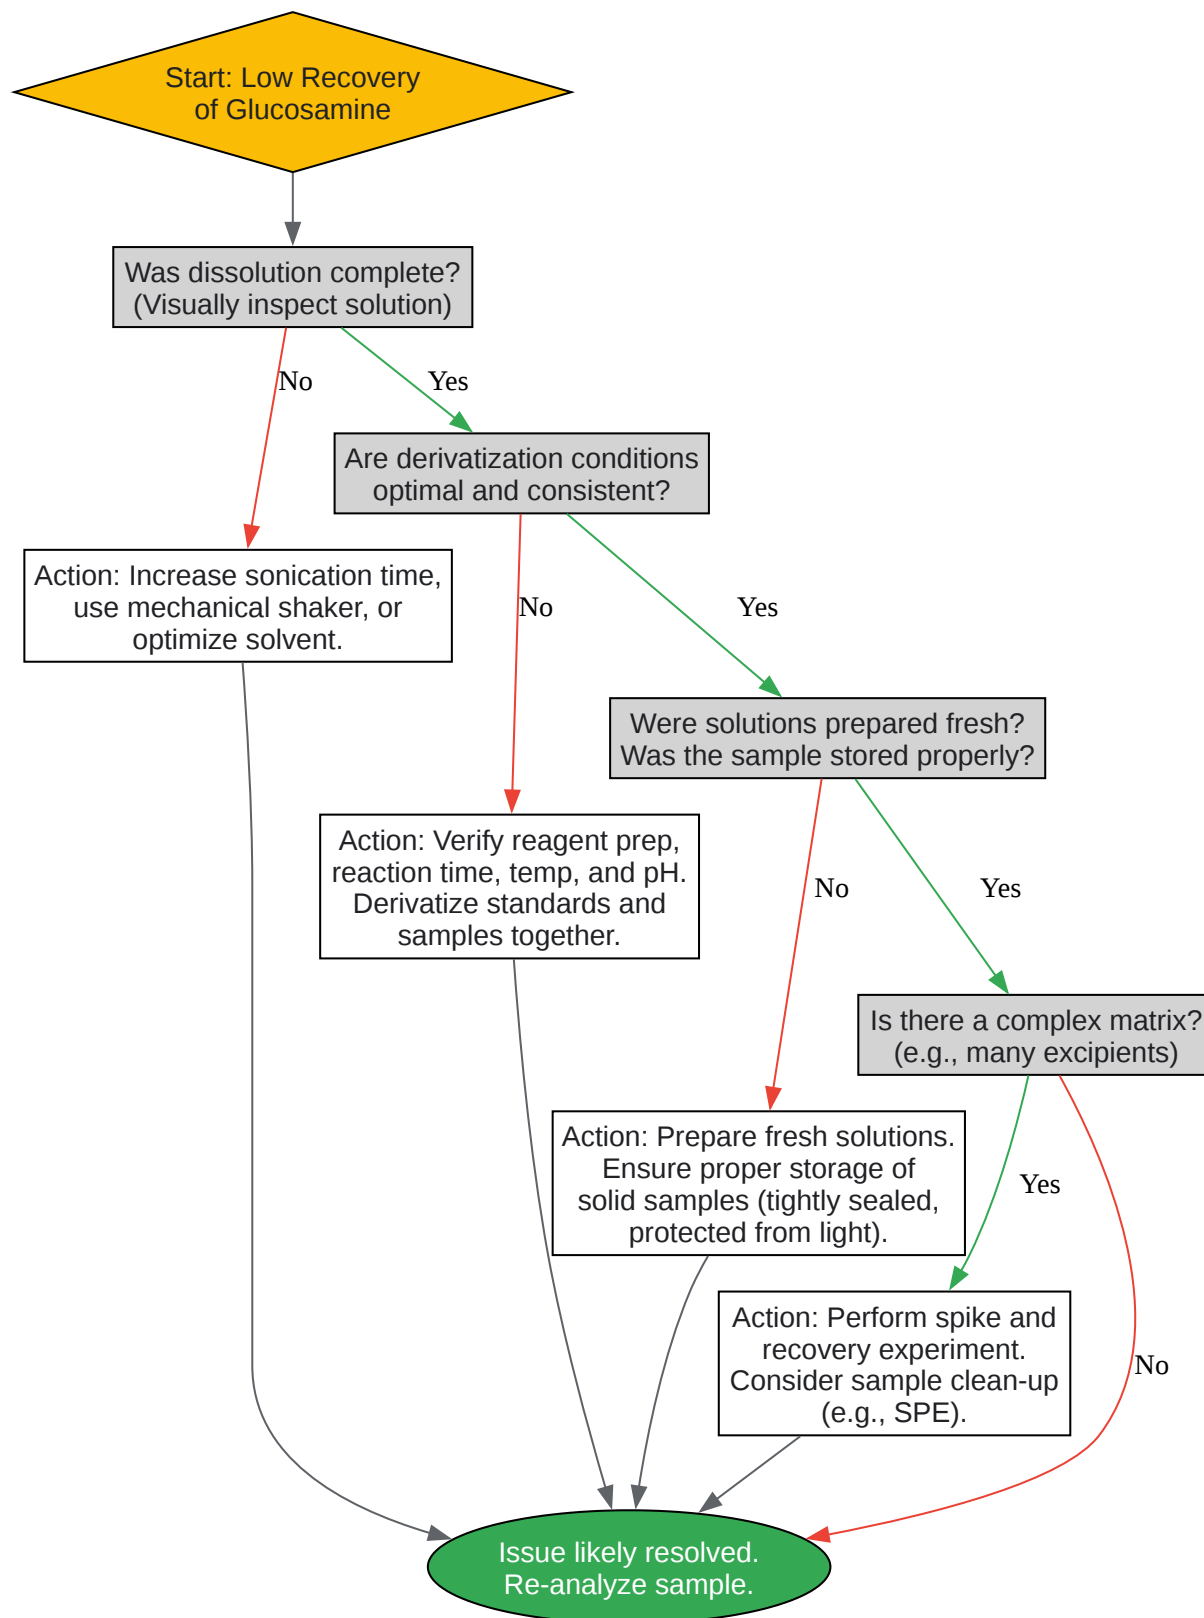 Start: Low Recovery
of Glucosamine
Was dissolution complete?
(Visually inspect solution)
No
Yes
Are derivatization conditions
optimal and consistent?
Action: Increase sonication time,
use mechanical shaker, or
optimize solvent.
No
Yes
Were solutions prepared fresh?
Was the sample stored properly?
Action: Verify reagent prep,
reaction time, temp, and pH.
Derivatize standards and
samples together.
No
Yes
Is there a complex matrix?
(e.g., many excipients)
Action: Prepare fresh solutions.
Ensure proper storage of
solid samples (tightly sealed,
protected from light).
Yes
Action: Perform spike and
recovery experiment.
Consider sample clean-up
(e.g., SPE).
No
Issue likely resolved.
Re-analyze sample.